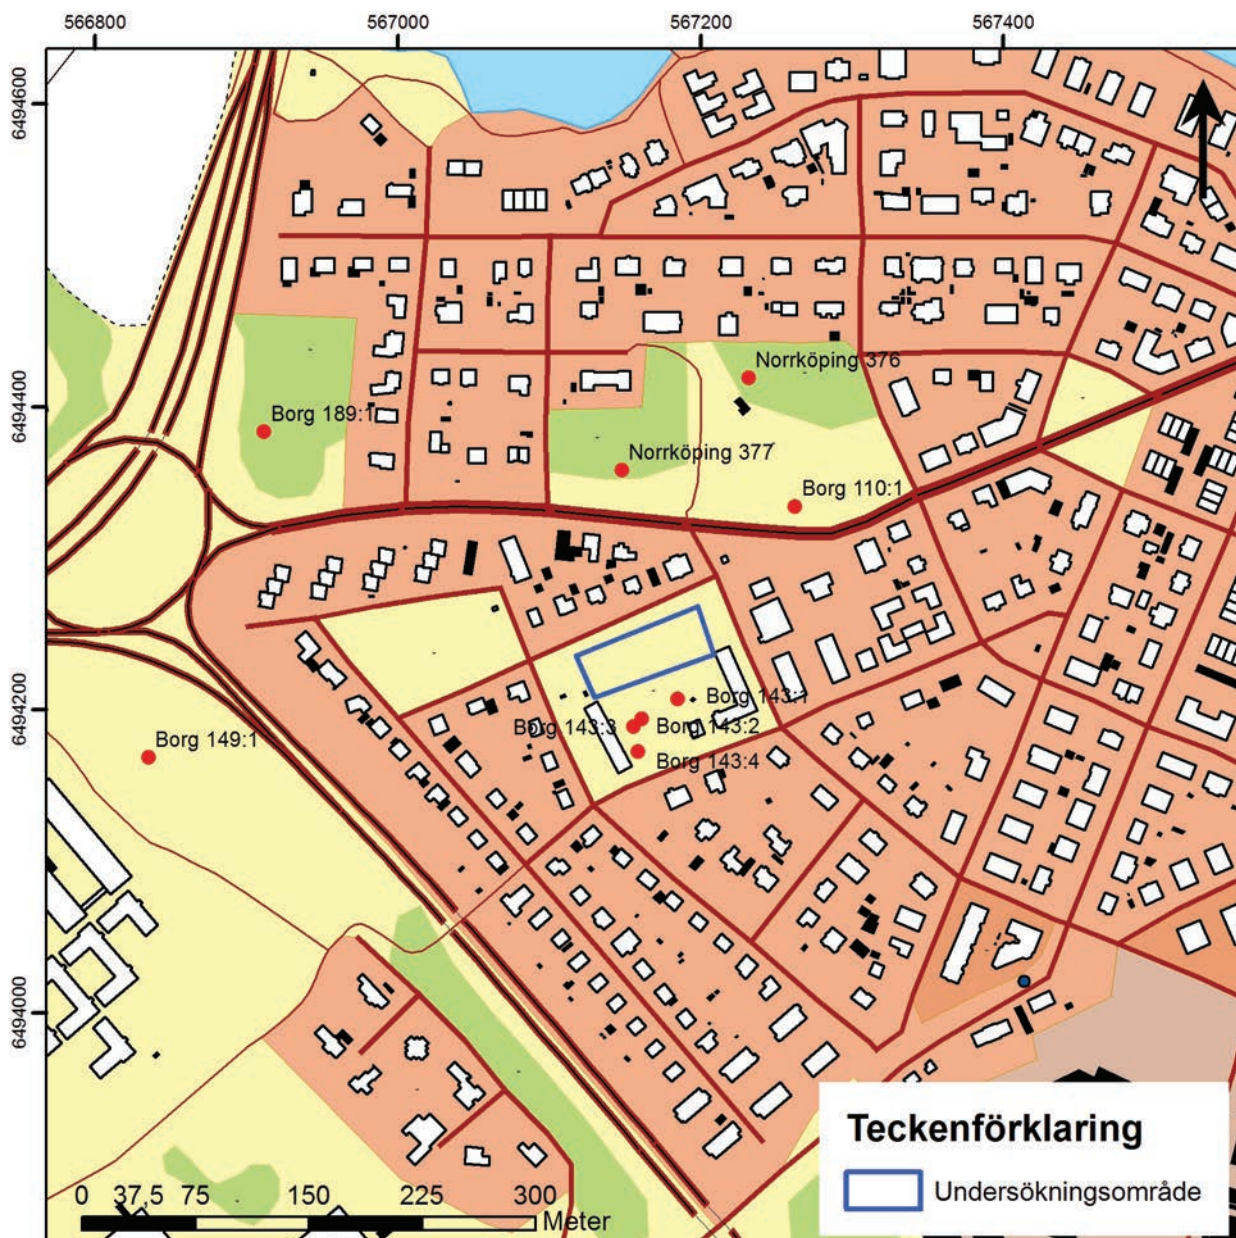 566800 567000 567200 567400
6494600
6494400
6494200
6494000
Norrköping 376
Borg 189:1
Norrköping 377
Borg 110:1
Borg 143:1
Borg 143:3 Borg 143:2
Borg 149:1
Borg 143:4
Teckenförklaring
Undersökningsområde
0 37,5 75 150 225 300
Meter